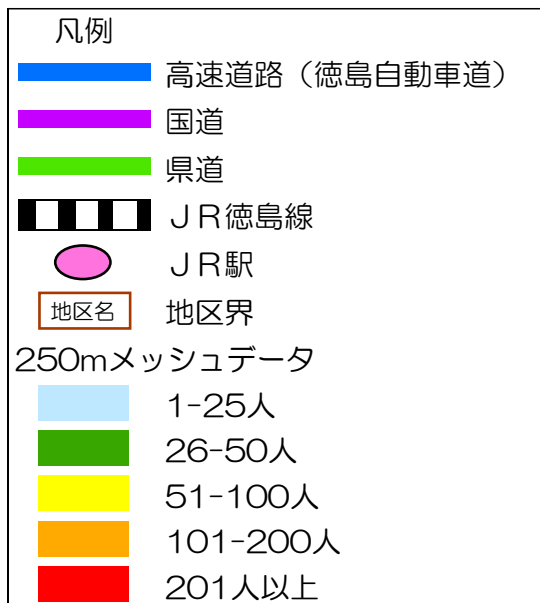 凡例
高速道路（徳島自動車道）
国道
県道
ＪＲ徳島線
ＪＲ駅
地区名 地区界
250mメッシュデータ
1-25人
26-50人
51-100人
101-200人
201人以上